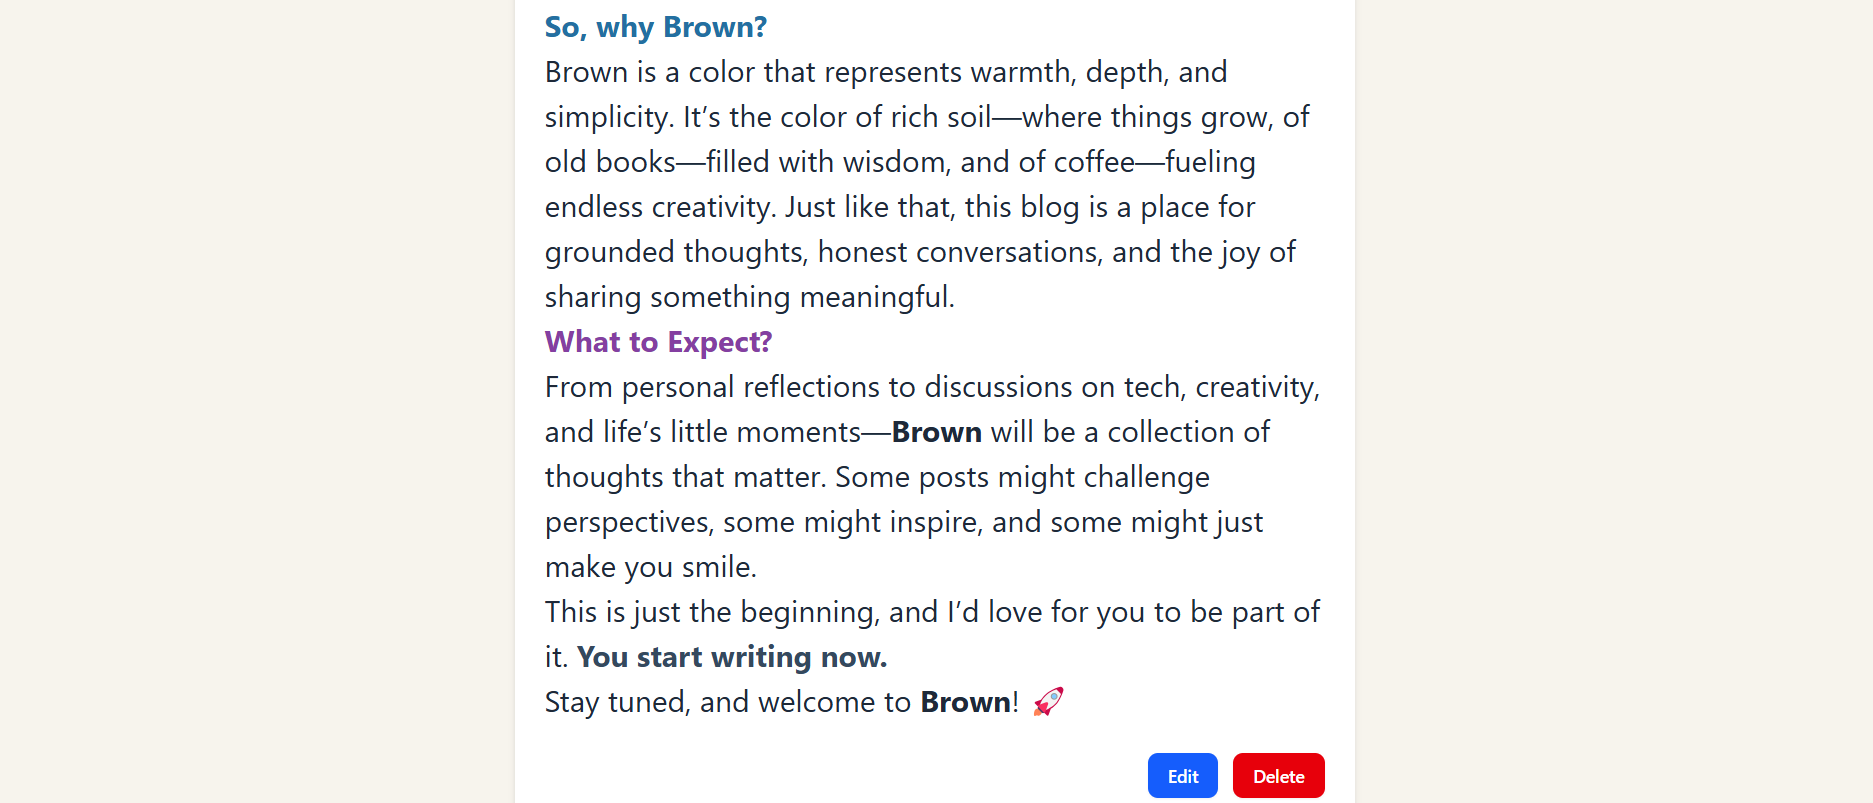 So, why Brown?
Brown is a color that represents warmth, depth, and
simplicity. It’s the color of rich soil—where things grow, of
old books—filled with wisdom, and of coffee—fueling
endless creativity. Just like that, this blog is a place for
grounded thoughts, honest conversations, and the joy of
sharing something meaningful.
What to Expect?
From personal reflections to discussions on tech, creativity,
and life’s little moments—Brown will be a collection of
thoughts that matter. Some posts might challenge
perspectives, some might inspire, and some might just
make you smile.
This is just the beginning, and I’d love for you to be part of
it. You start writing now.
Stay tuned, and welcome to Brown! 🚀
Edit Delete